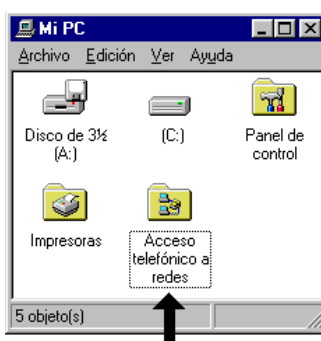 Mi PC
Archivo Edición Ver Ayuda
Disco de 3½ (C:) Panel de
(A:) control
Impresoras Acceso
telefónico a
redes
5 objeto(s)